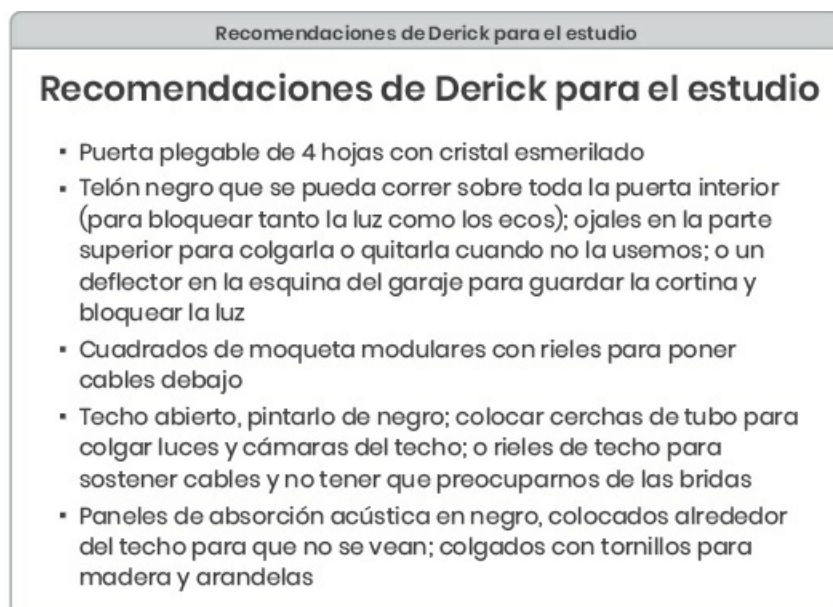 Recomendaciones de Derick para el estudio
Recomendaciones de Derick para el estudio
▪ Puerta plegable de 4 hojas con cristal esmerilado
▪ Telón negro que se pueda correr sobre toda la puerta interior
(para bloquear tanto la luz como los ecos); ojales en la parte
superior para colgarla o quitarla cuando no la usemos; o un
deflector en la esquina del garaje para guardar la cortina y
bloquear la luz
▪ Cuadrados de moqueta modulares con rieles para poner
cables debajo
▪ Techo abierto, pintarlo de negro; colocar cerchas de tubo para
colgar luces y cámaras del techo; o rieles de techo para
sostener cables y no tener que preocuparnos de las bridas
▪ Paneles de absorción acústica en negro, colocados alrededor
del techo para que no se vean; colgados con tornillos para
madera y arandelas